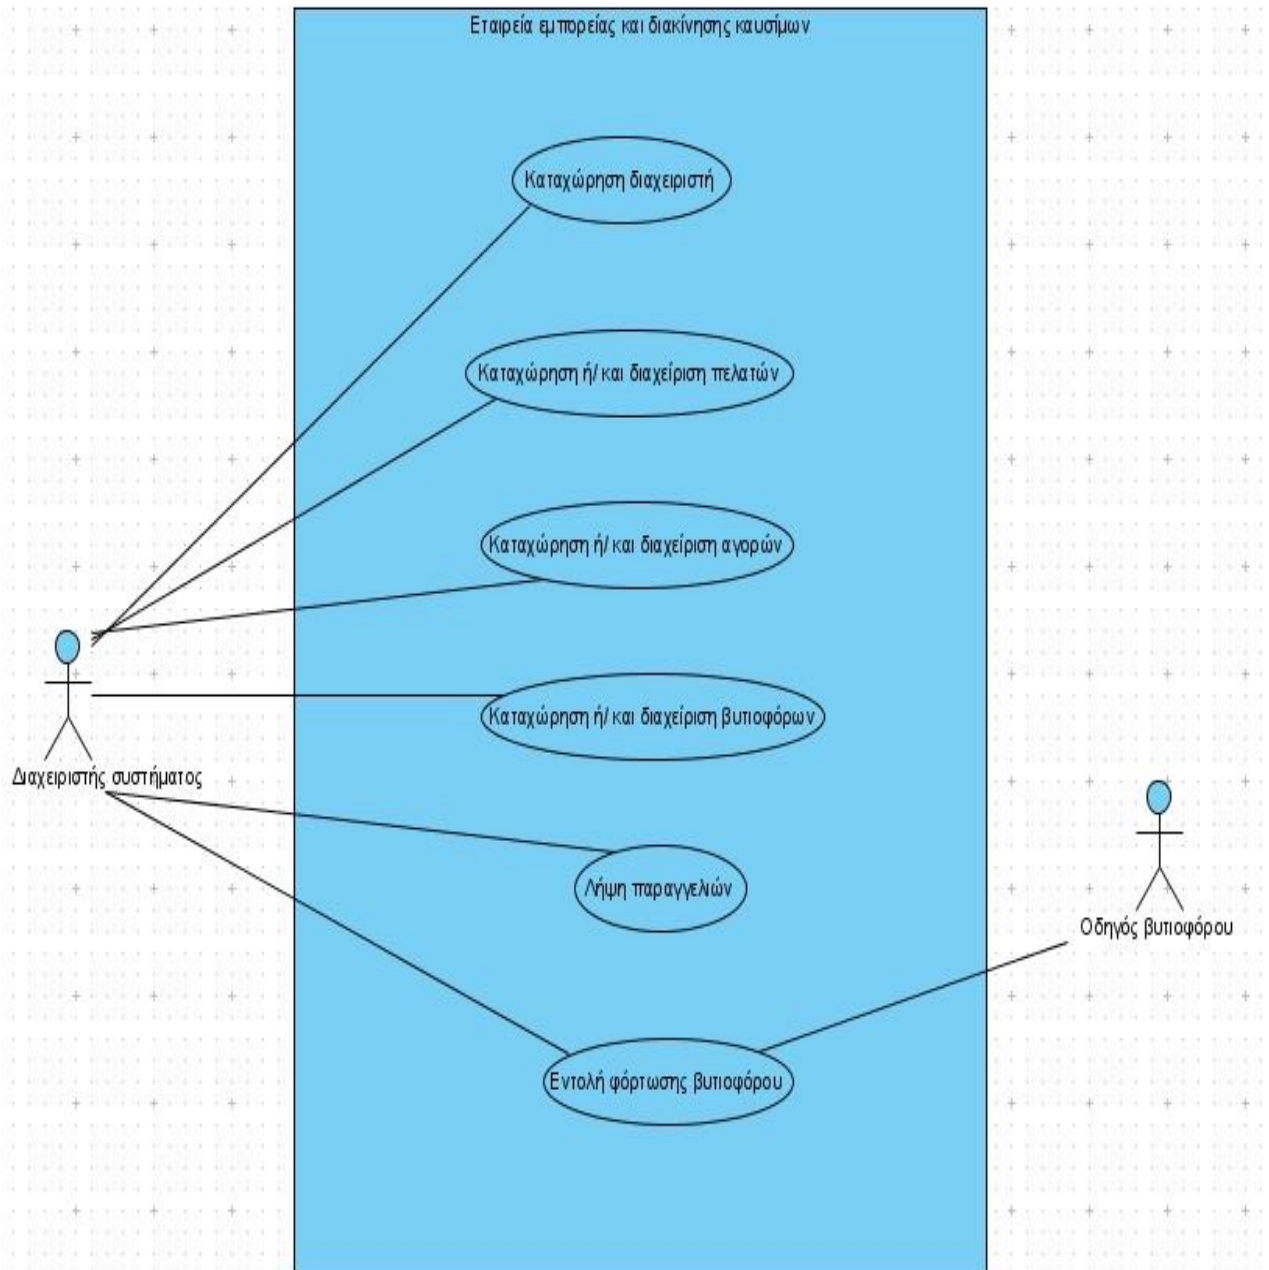 Εταιρεία εμπορείας και διακίνησης καυσίμων
Καταχώρηση διαχειριστή
Καταχώρηση ή/ και διαχείριση πελατών
Καταχώρηση ή/ και διαχείριση αγορών
Καταχώρηση ή/ και διαχείριση βυτιοφόρων
Διαχειριστής συστήματος
Λήψη παραγγελιών
Οδηγός βυτιοφόρου
Εντολή φόρτωσης βυτιοφόρου